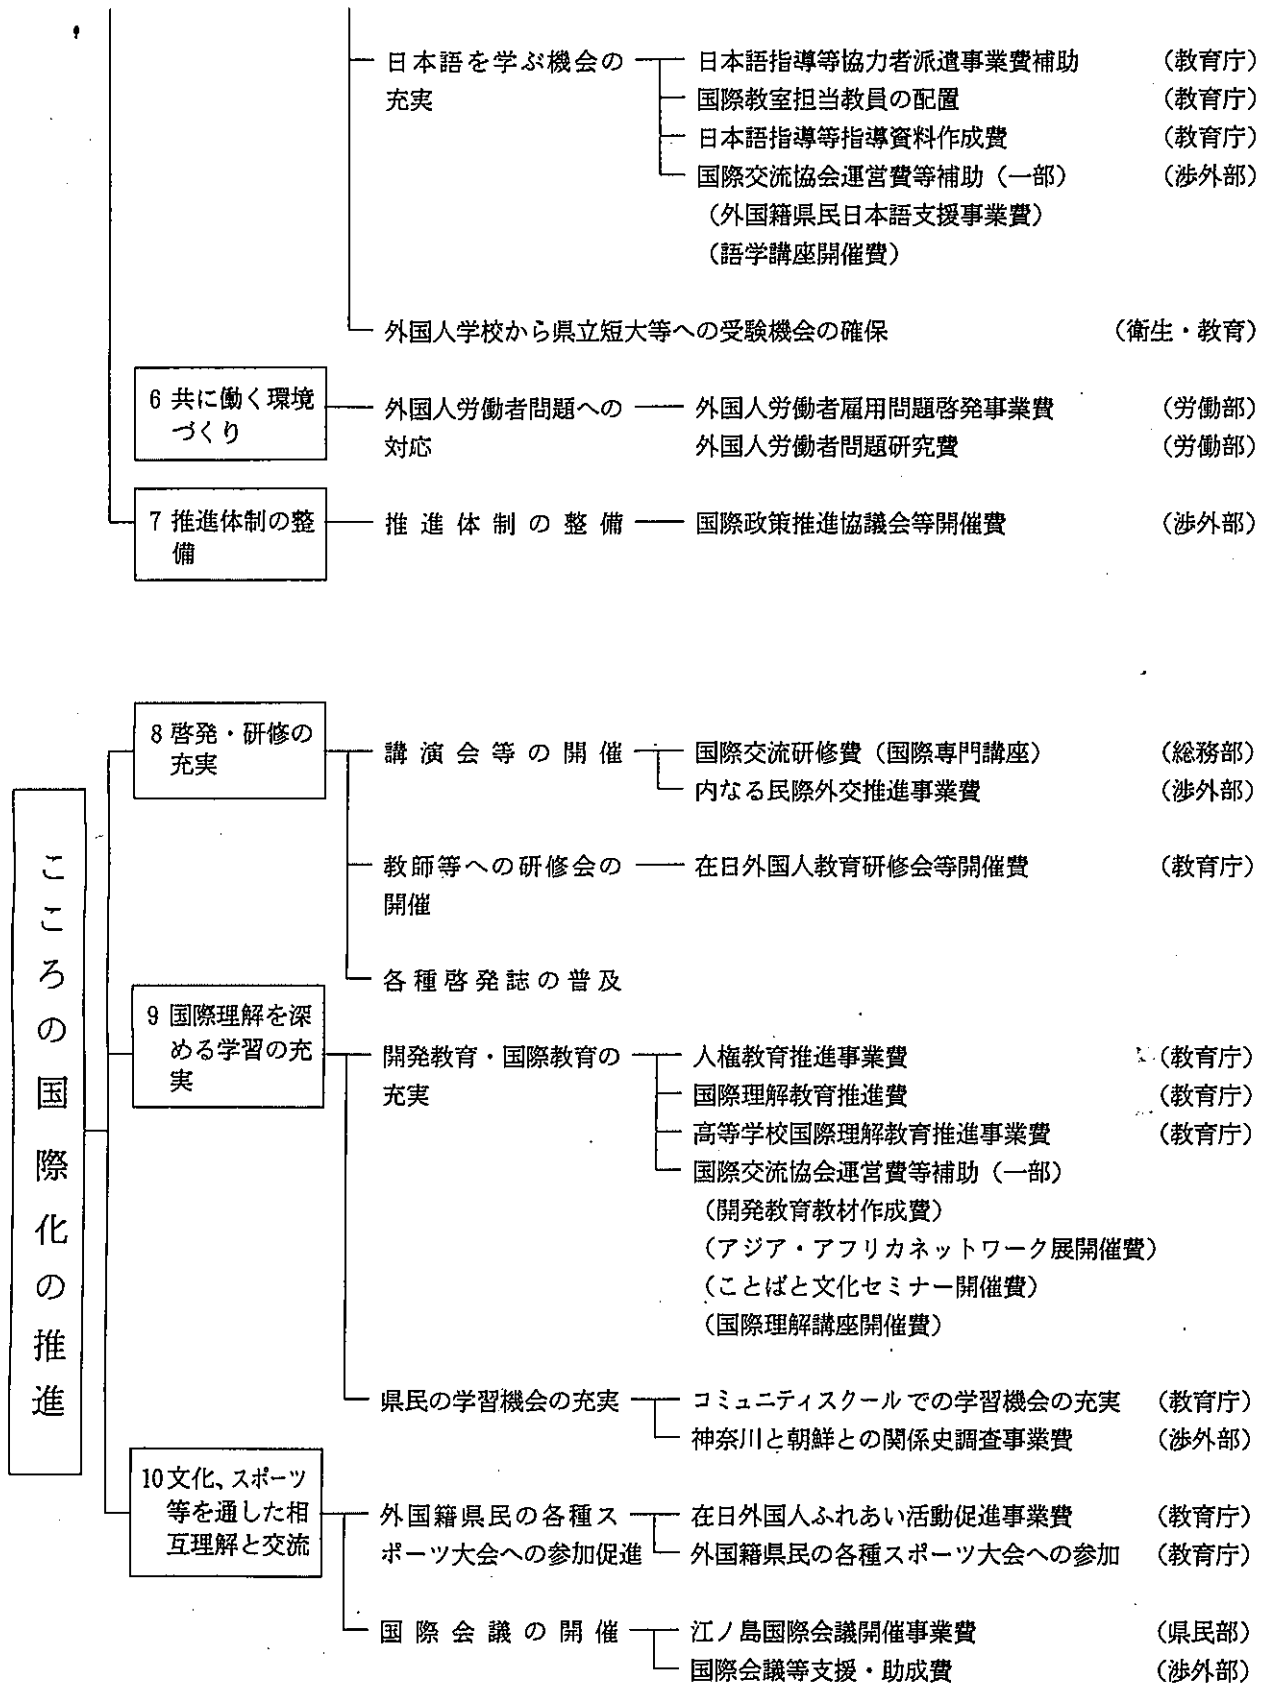 日本語を学ぶ機会の 日本語指導等協力者派遣事業費補助 （教育庁）
充実 国際教室担当教員の配置 （教育庁）
日本語指導等指導資料作成費 （教育庁）
国際交流協会運営費等補助（一部） （渉外部）
（外国籍県民日本語支援事業費）
（語学講座開催費）
外国人学校から県立短大等への受験機会の確保 （衛生・教育）
6 共に働く環境
づくり
外国人労働者問題への 外国人労働者雇用問題啓発事業費 （労働部）
対応 外国人労働者問題研究費 （労働部）
7 推進体制の整
備
推進体制の整備 国際政策推進協議会等開催費 （渉外部）
こころの国際化の推進
8 啓発・研修の
充実
講演会等の開催 国際交流研修費（国際専門講座） （総務部）
内なる民際外交推進事業費 （渉外部）
教師等への研修会の 在日外国人教育研修会等開催費 （教育庁）
開催
各種啓発誌の普及
9 国際理解を深
める学習の充
実
開発教育・国際教育の 人権教育推進事業費 （教育庁）
充実 国際理解教育推進費 （教育庁）
高等学校国際理解教育推進事業費 （教育庁）
国際交流協会運営費等補助（一部）
（開発教育教材作成費）
（アジア・アフリカネットワーク展開催費）
（ことばと文化セミナー開催費）
（国際理解講座開催費）
県民の学習機会の充実 コミュニティスクールでの学習機会の充実 （教育庁）
神奈川と朝鮮との関係史調査事業費 （渉外部）
10 文化、スポーツ
等を通した相
互理解と交流
外国籍県民の各種ス 在日外国人ふれあい活動促進事業費 （教育庁）
ポーツ大会への参加促進 外国籍県民の各種スポーツ大会への参加 （教育庁）
国際会議の開催 江ノ島国際会議開催事業費 （県民部）
国際会議等支援・助成費 （渉外部）